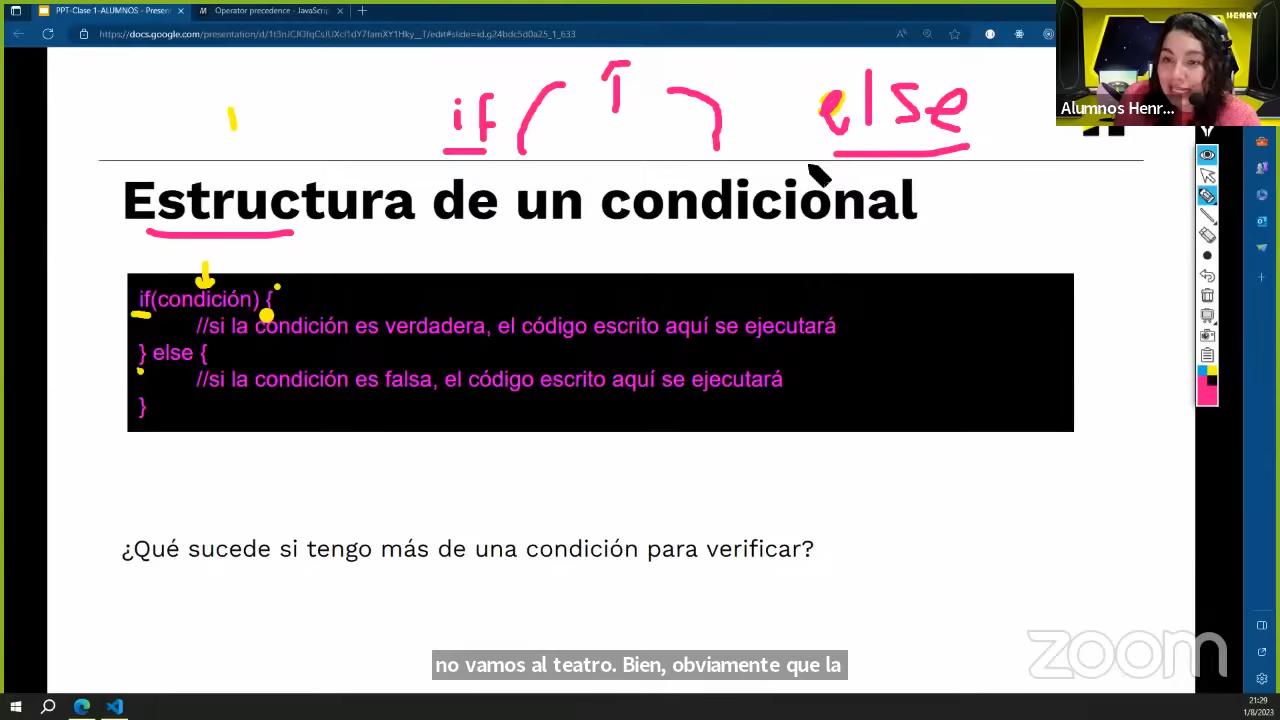 PPT-Clase 1-ALUMNOS - Present
Operator precedence - JavaScrip
https://docs.google.com/presentation/d/1t3nJCJOfqCsJUXcl1dY7famXY1Hky__T/edit#slide=id.g24bdc5d0a25_1_633
HENRY
Alumnos Henr...
if ( T ) else
Estructura de un condicional
if(condición) {
//si la condición es verdadera, el código escrito aquí se ejecutará
} else {
//si la condición es falsa, el código escrito aquí se ejecutará
}
¿Qué sucede si tengo más de una condición para verificar?
zoom
no vamos al teatro. Bien, obviamente que la
21:29
1/8/2023